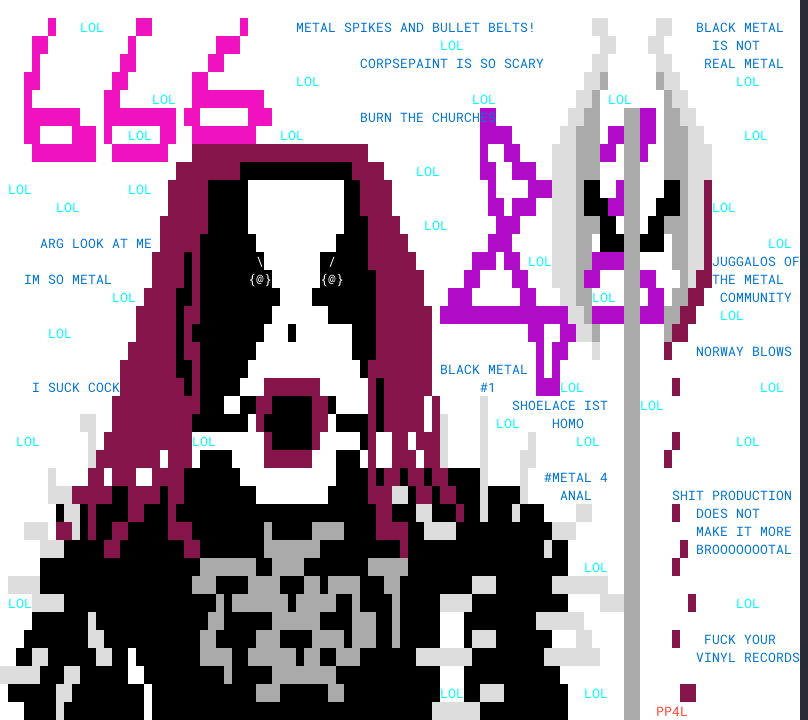 666
LOL METAL SPIKES AND BULLET BELTS! BLACK METAL
LOL IS NOT
CORPSEPAINT IS SO SCARY REAL METAL
LOL LOL
LOL LOL LOL
BURN THE CHURCHES
LOL LOL LOL
LOL
LOL LOL
LOL LOL
LOL
ARG LOOK AT ME LOL
\ / LOL JUGGALOS OF
IM SO METAL {@} {@} THE METAL
LOL LOL COMMUNITY
LOL
LOL
NORWAY BLOWS
BLACK METAL
I SUCK COCK #1 LOL LOL
SHOELACE IST LOL
LOL HOMO
LOL LOL LOL LOL
#METAL 4
ANAL SHIT PRODUCTION
DOES NOT
MAKE IT MORE
BROOOOOOOTAL
LOL
LOL LOL
FUCK YOUR
VINYL RECORDS
LOL LOL
PP4L